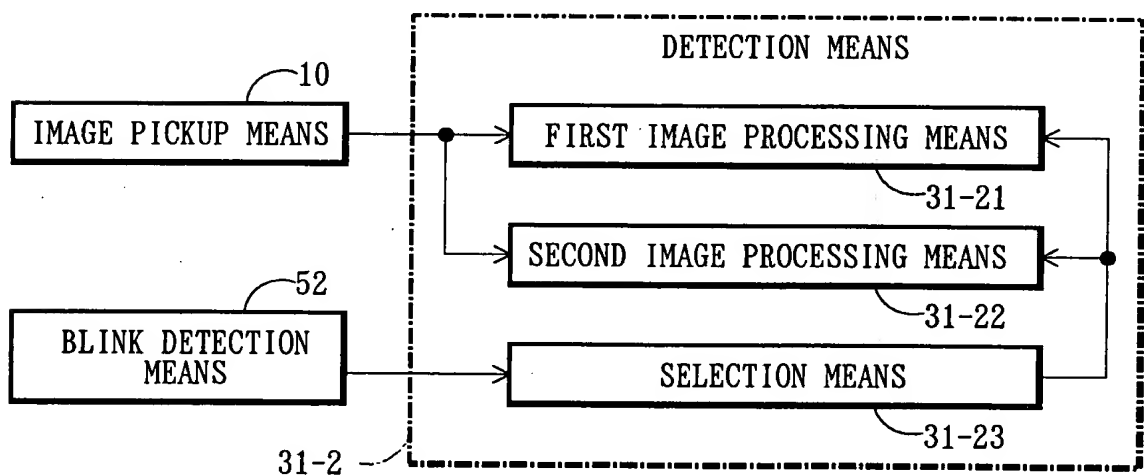 DETECTION MEANS
10
IMAGE PICKUP MEANS
FIRST IMAGE PROCESSING MEANS
31-21
SECOND IMAGE PROCESSING MEANS
52
31-22
BLINK DETECTION
MEANS
SELECTION MEANS
31-23
31-2